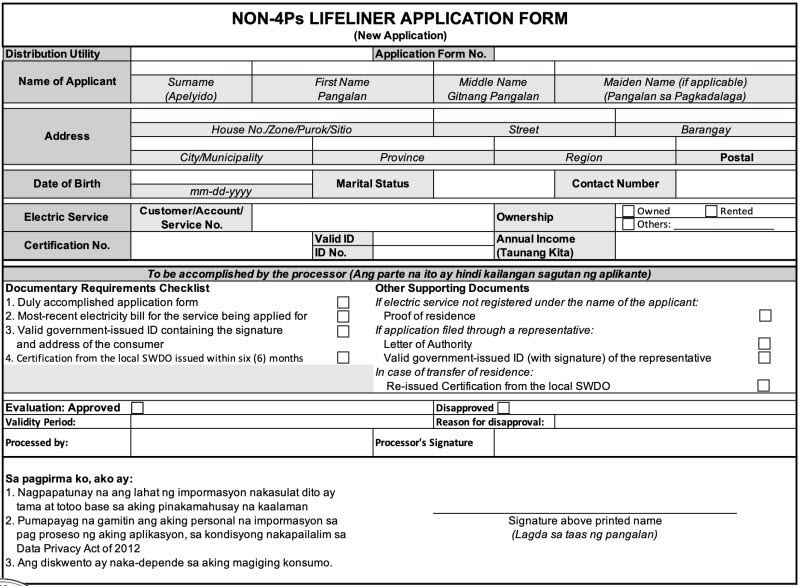 NON-4Ps LIFELINER APPLICATION FORM
(New Application)
Distribution Utility
Application Form No.
Name of Applicant
Surname First Name Middle Name Maiden Name (if applicable)
(Apelyido) Pangalan Gitnang Pangalan (Pangalan sa Pagkadalaga)
Address
House No./Zone/Purok/Sitio Street Barangay
City/Municipality Province Region Postal
Date of Birth
mm-dd-yyyy
Marital Status
Contact Number
Electric Service
Customer/Account/
Service No.
Ownership
Owned Rented
Others:
Certification No.
Valid ID
ID No.
Annual Income
(Taunang Kita)
To be accomplished by the processor (Ang parte na ito ay hindi kailangan sagutan ng aplikante)
Documentary Requirements Checklist
1. Duly accomplished application form
2. Most-recent electricity bill for the service being applied for
3. Valid government-issued ID containing the signature
and address of the consumer
4. Certification from the local SWDO issued within six (6) months
Other Supporting Documents
If electric service not registered under the name of the applicant:
Proof of residence
If application filed through a representative:
Letter of Authority
Valid government-issued ID (with signature) of the representative
In case of transfer of residence:
Re-issued Certification from the local SWDO
Evaluation: Approved
Disapproved
Validity Period:
Reason for disapproval:
Processed by:
Processor's Signature
Sa pagpirma ko, ako ay:
1. Nagpapatunay na ang lahat ng impormasyon nakasulat dito ay
tama at totoo base sa aking pinakamahusay na kaalaman
2. Pumapayag na gamitin ang aking personal na impormasyon sa
pag proseso ng aking aplikasyon, sa kondisyong nakapailalim sa
Data Privacy Act of 2012
3. Ang diskwento ay naka-depende sa aking magiging konsumo.
Signature above printed name
(Lagda sa taas ng pangalan)